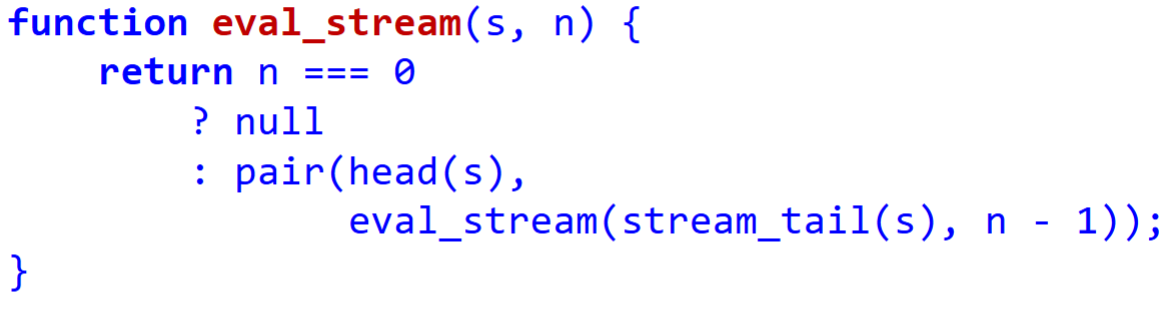 function eval_stream(s, n) {
    return n === 0
        ? null
        : pair(head(s),
               eval_stream(stream_tail(s), n - 1));
}